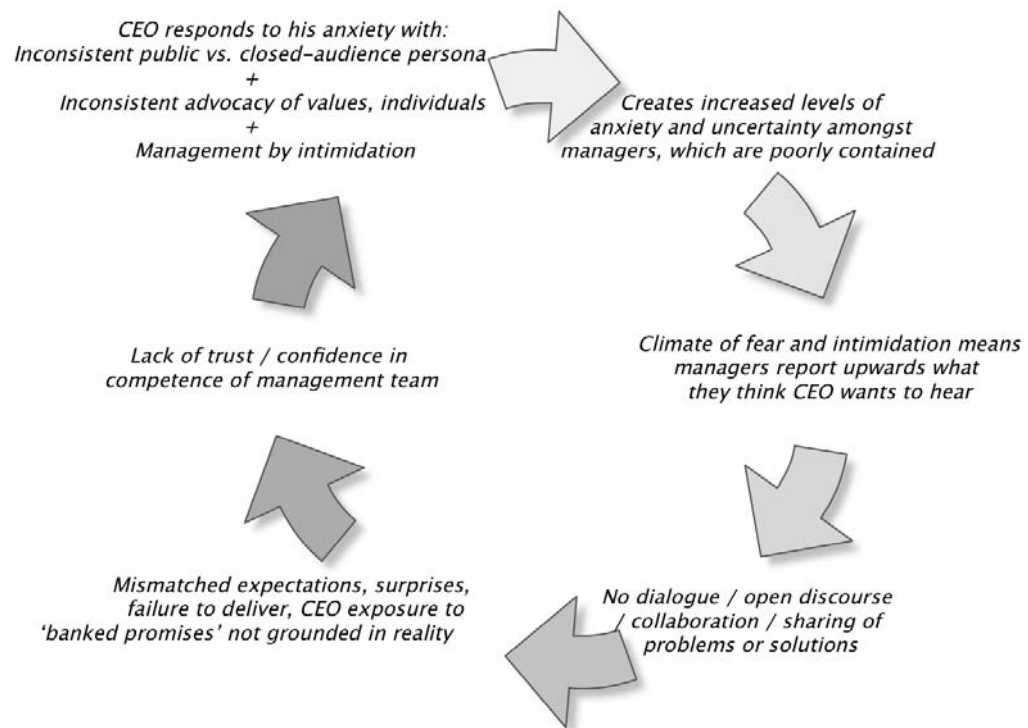 CEO responds to his anxiety with:
Inconsistent public vs. closed-audience persona
+
Inconsistent advocacy of values, individuals
+
Management by intimidation
Creates increased levels of
anxiety and uncertainty amongst
managers, which are poorly contained
Climate of fear and intimidation means
managers report upwards what
they think CEO wants to hear
No dialogue / open discourse
/ collaboration / sharing of
problems or solutions
Mismatched expectations, surprises,
failure to deliver, CEO exposure to
‘banked promises’ not grounded in reality
Lack of trust / confidence in
competence of management team